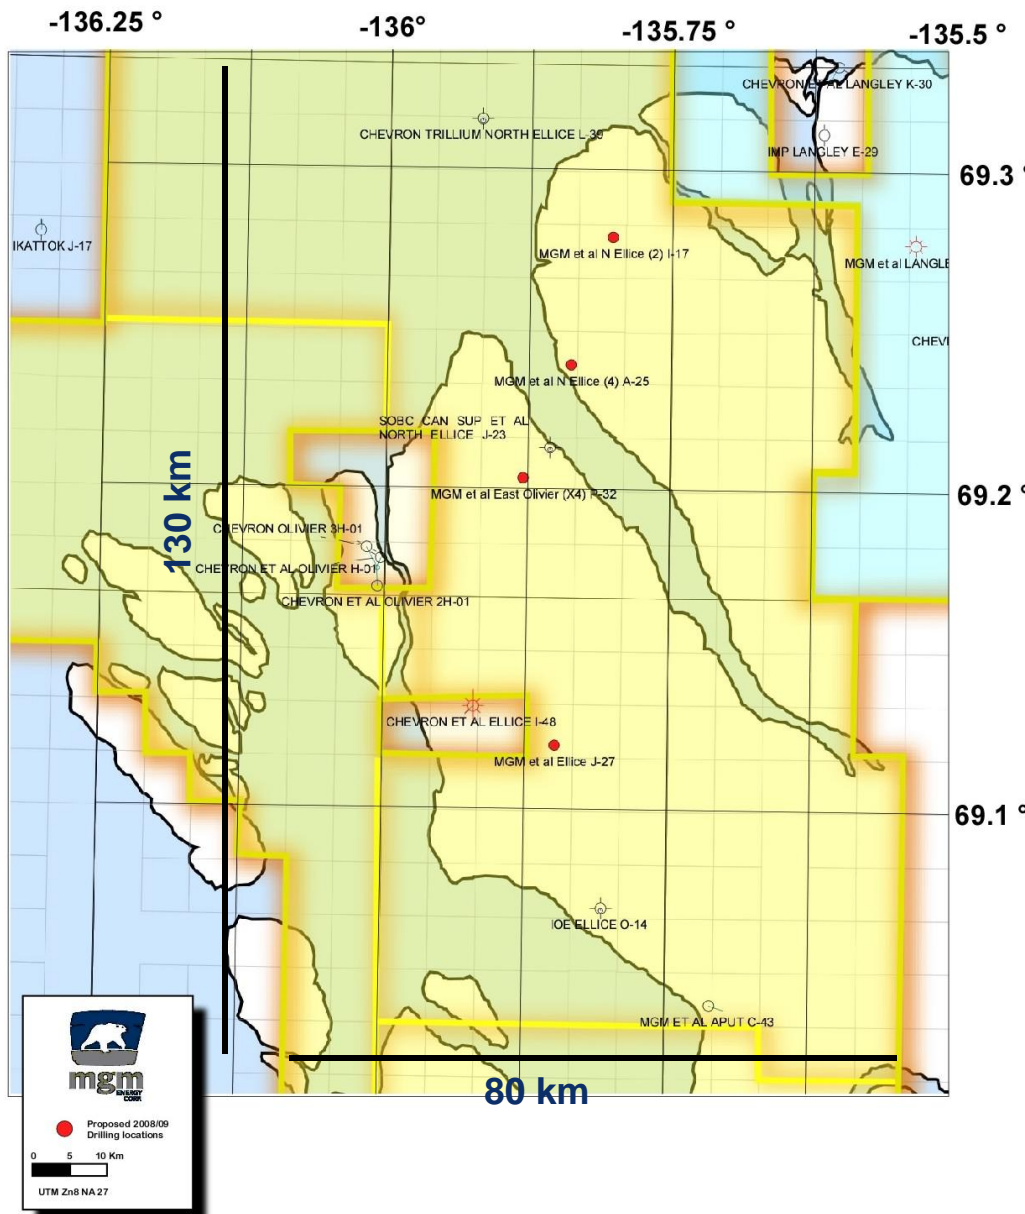 -136.25 °
-136°
-135.75 °
-135.5 °
CHEVRON ET AL LANGLEY K-30
CHEVRON TRILLIUM NORTH ELLICE L-39
IMP LANGLEY E-29
69.3 °
IKATTOK J-17
MGM et al N Ellice (2) I-17
MGM et al LANGLE
CHEVI
MGM et al N Ellice (4) A-25
SOBC CAN SUP ET AL
NORTH ELLICE J-23
MGM et al East Olivier (X4) P-32
69.2 °
130 km
CHEVRON OLIVIER 3H-01
CHEVRON ET AL OLIVIER H-01
CHEVRON ET AL OLIVIER 2H-01
CHEVRON ET AL ELLICE I-48
MGM et al Ellice J-27
69.1 °
IOE ELLICE O-14
MGM ET AL APUT C-43
80 km
mgm
ENERGY
CORP.
Proposed 2008/09
Drilling locations
0 5 10 Km
UTM Zn8 NA 27